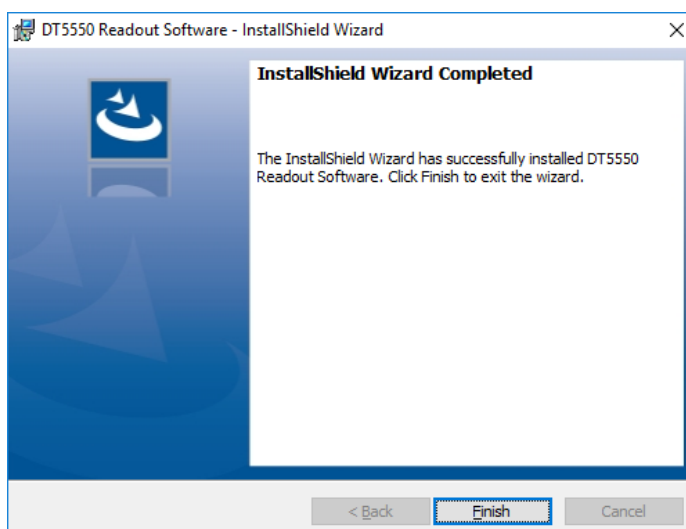 DT5550 Readout Software - InstallShield Wizard
InstallShield Wizard Completed
The InstallShield Wizard has successfully installed DT5550
Readout Software. Click Finish to exit the wizard.
< Back
Finish
Cancel